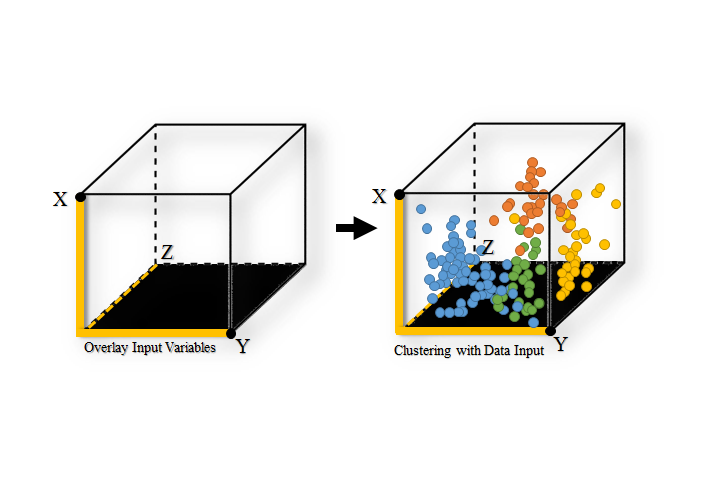 X
Z
Y
Overlay Input Variables
X
Z
Y
Clustering with Data Input